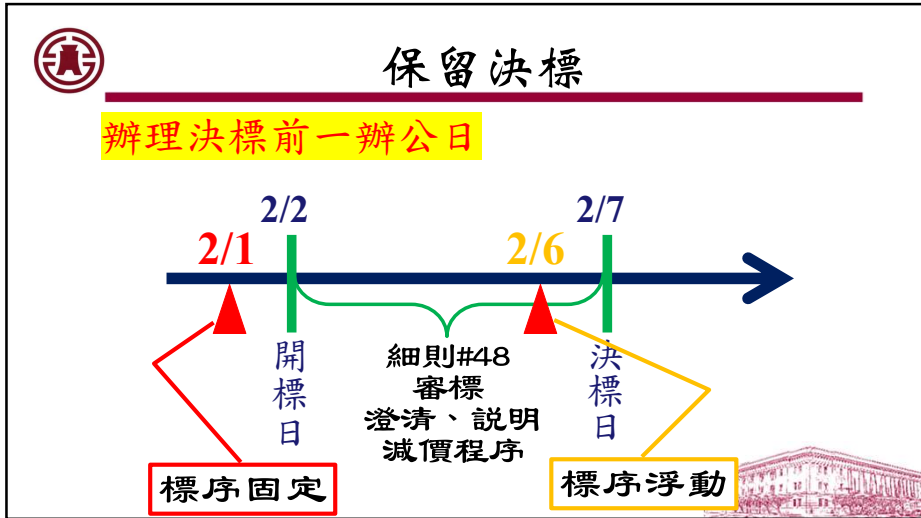 保留決標
辦理決標前一辦公日
2/2
2/7
2/1
2/6
開標日
細則#48
審標
澄清、説明
減價程序
決標日
標序固定
標序浮動